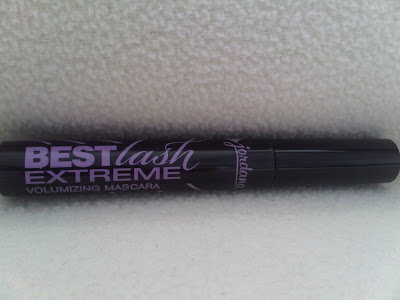 BESTlash
EXTREME
VOLUMIZING MASCARA
jordana